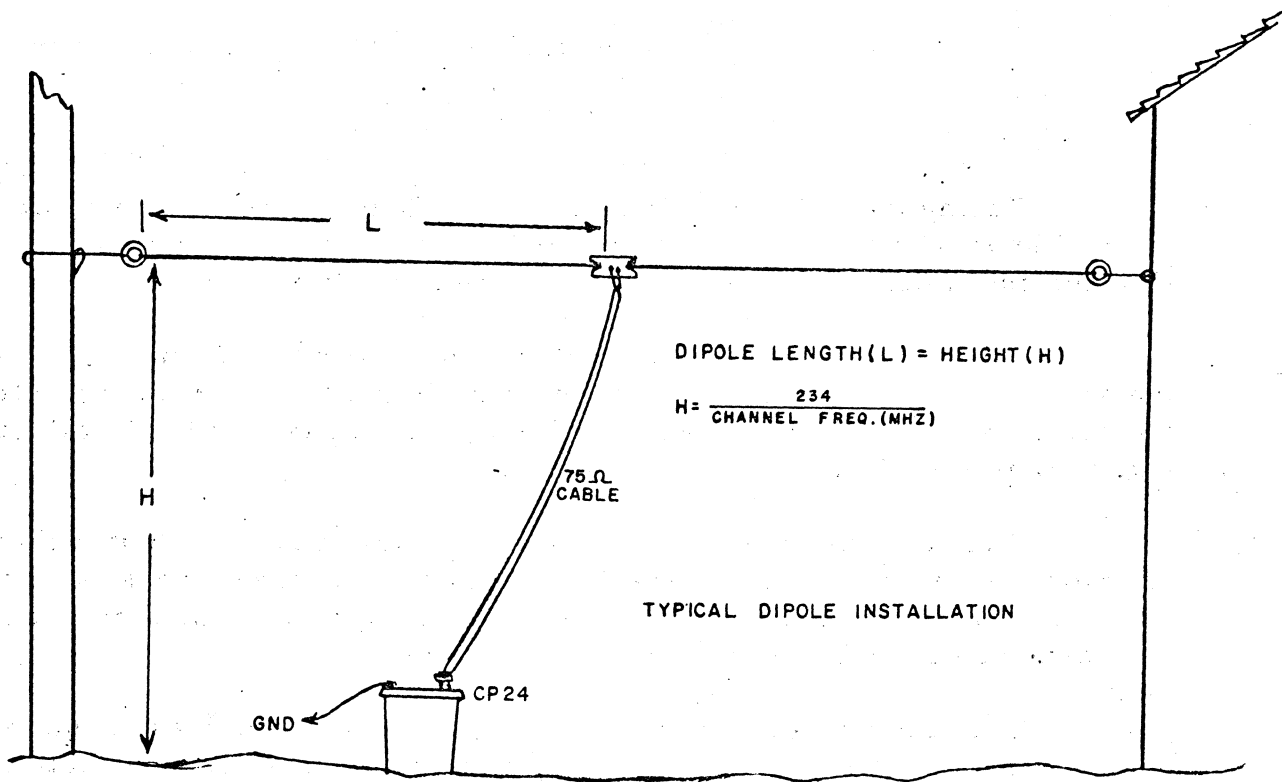 L
DIPOLE LENGTH(L) = HEIGHT(H)
H= 234
CHANNEL FREQ.(MHZ)
75Ω
CABLE
H
TYPICAL DIPOLE INSTALLATION
CP24
GND